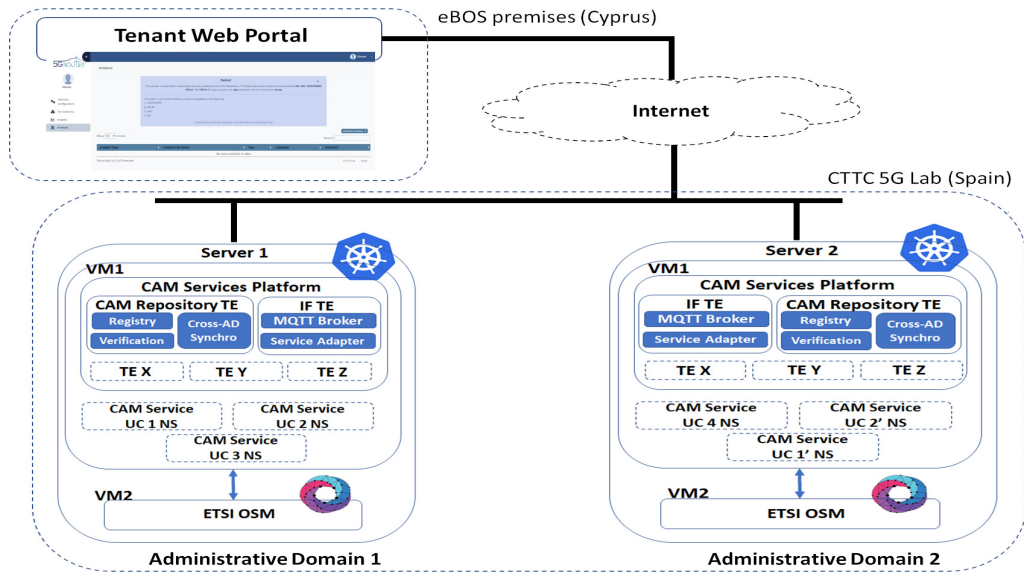 eBOS premises (Cyprus)
Tenant Web Portal
5GRoutes
Internet
CTTC 5G Lab (Spain)
Server 1
VM1
CAM Services Platform
CAM Repository TE
Registry
Verification
Cross-AD
Synchro
IF TE
MQTT Broker
Service Adapter
TE X
TE Y
TE Z
CAM Service
UC 1 NS
CAM Service
UC 2 NS
CAM Service
UC 3 NS
VM2
ETSI OSM
Administrative Domain 1
Server 2
VM1
CAM Services Platform
IF TE
MQTT Broker
Service Adapter
CAM Repository TE
Registry
Verification
Cross-AD
Synchro
TE X
TE Y
TE Z
CAM Service
UC 4 NS
CAM Service
UC 2’ NS
CAM Service
UC 1’ NS
VM2
ETSI OSM
Administrative Domain 2